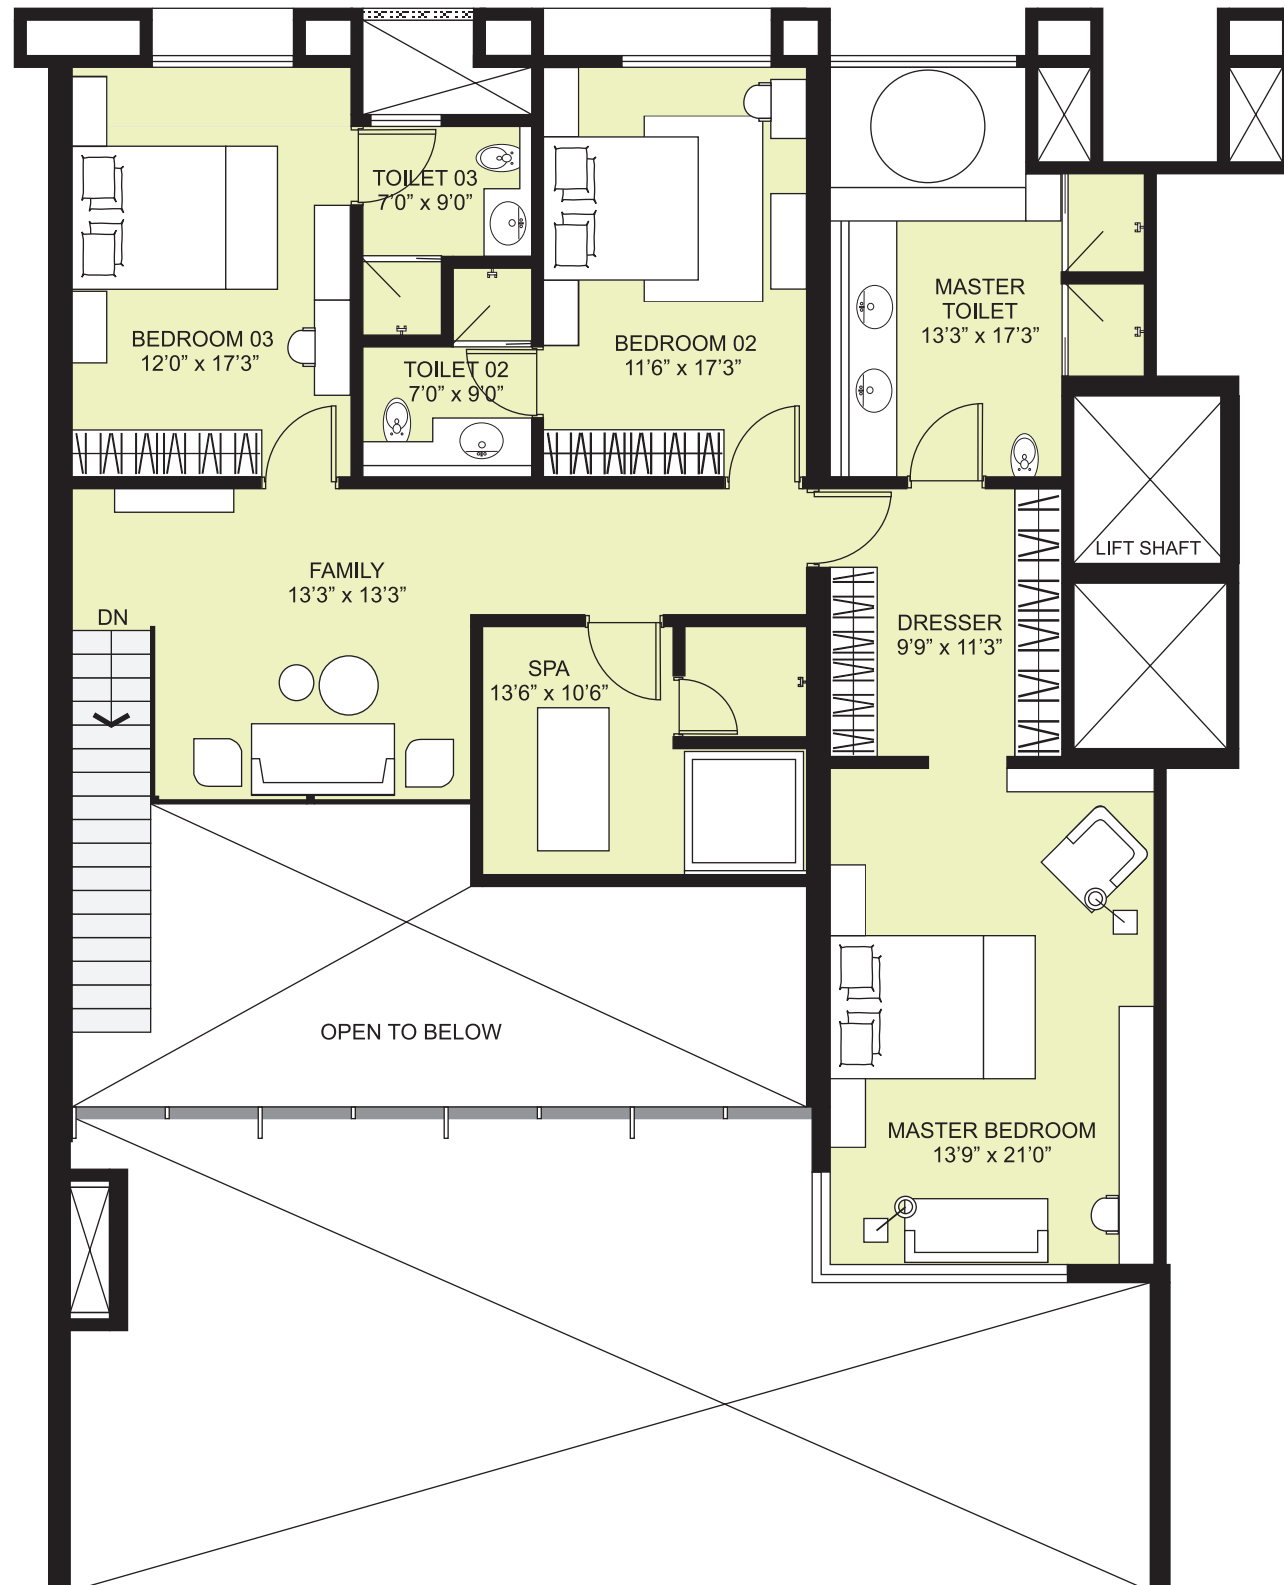 TOILET 03
7’0” x 9’0”
BEDROOM 03
12’0” x 17’3”
BEDROOM 02
11’6” x 17’3”
MASTER
TOILET
13’3” x 17’3”
TOILET 02
7’0” x 9’0”
LIFT SHAFT
FAMILY
13’3” x 13’3”
DN
DRESSER
9’9” x 11’3”
SPA
13’6” x 10’6”
OPEN TO BELOW
MASTER BEDROOM
13’9” x 21’0”